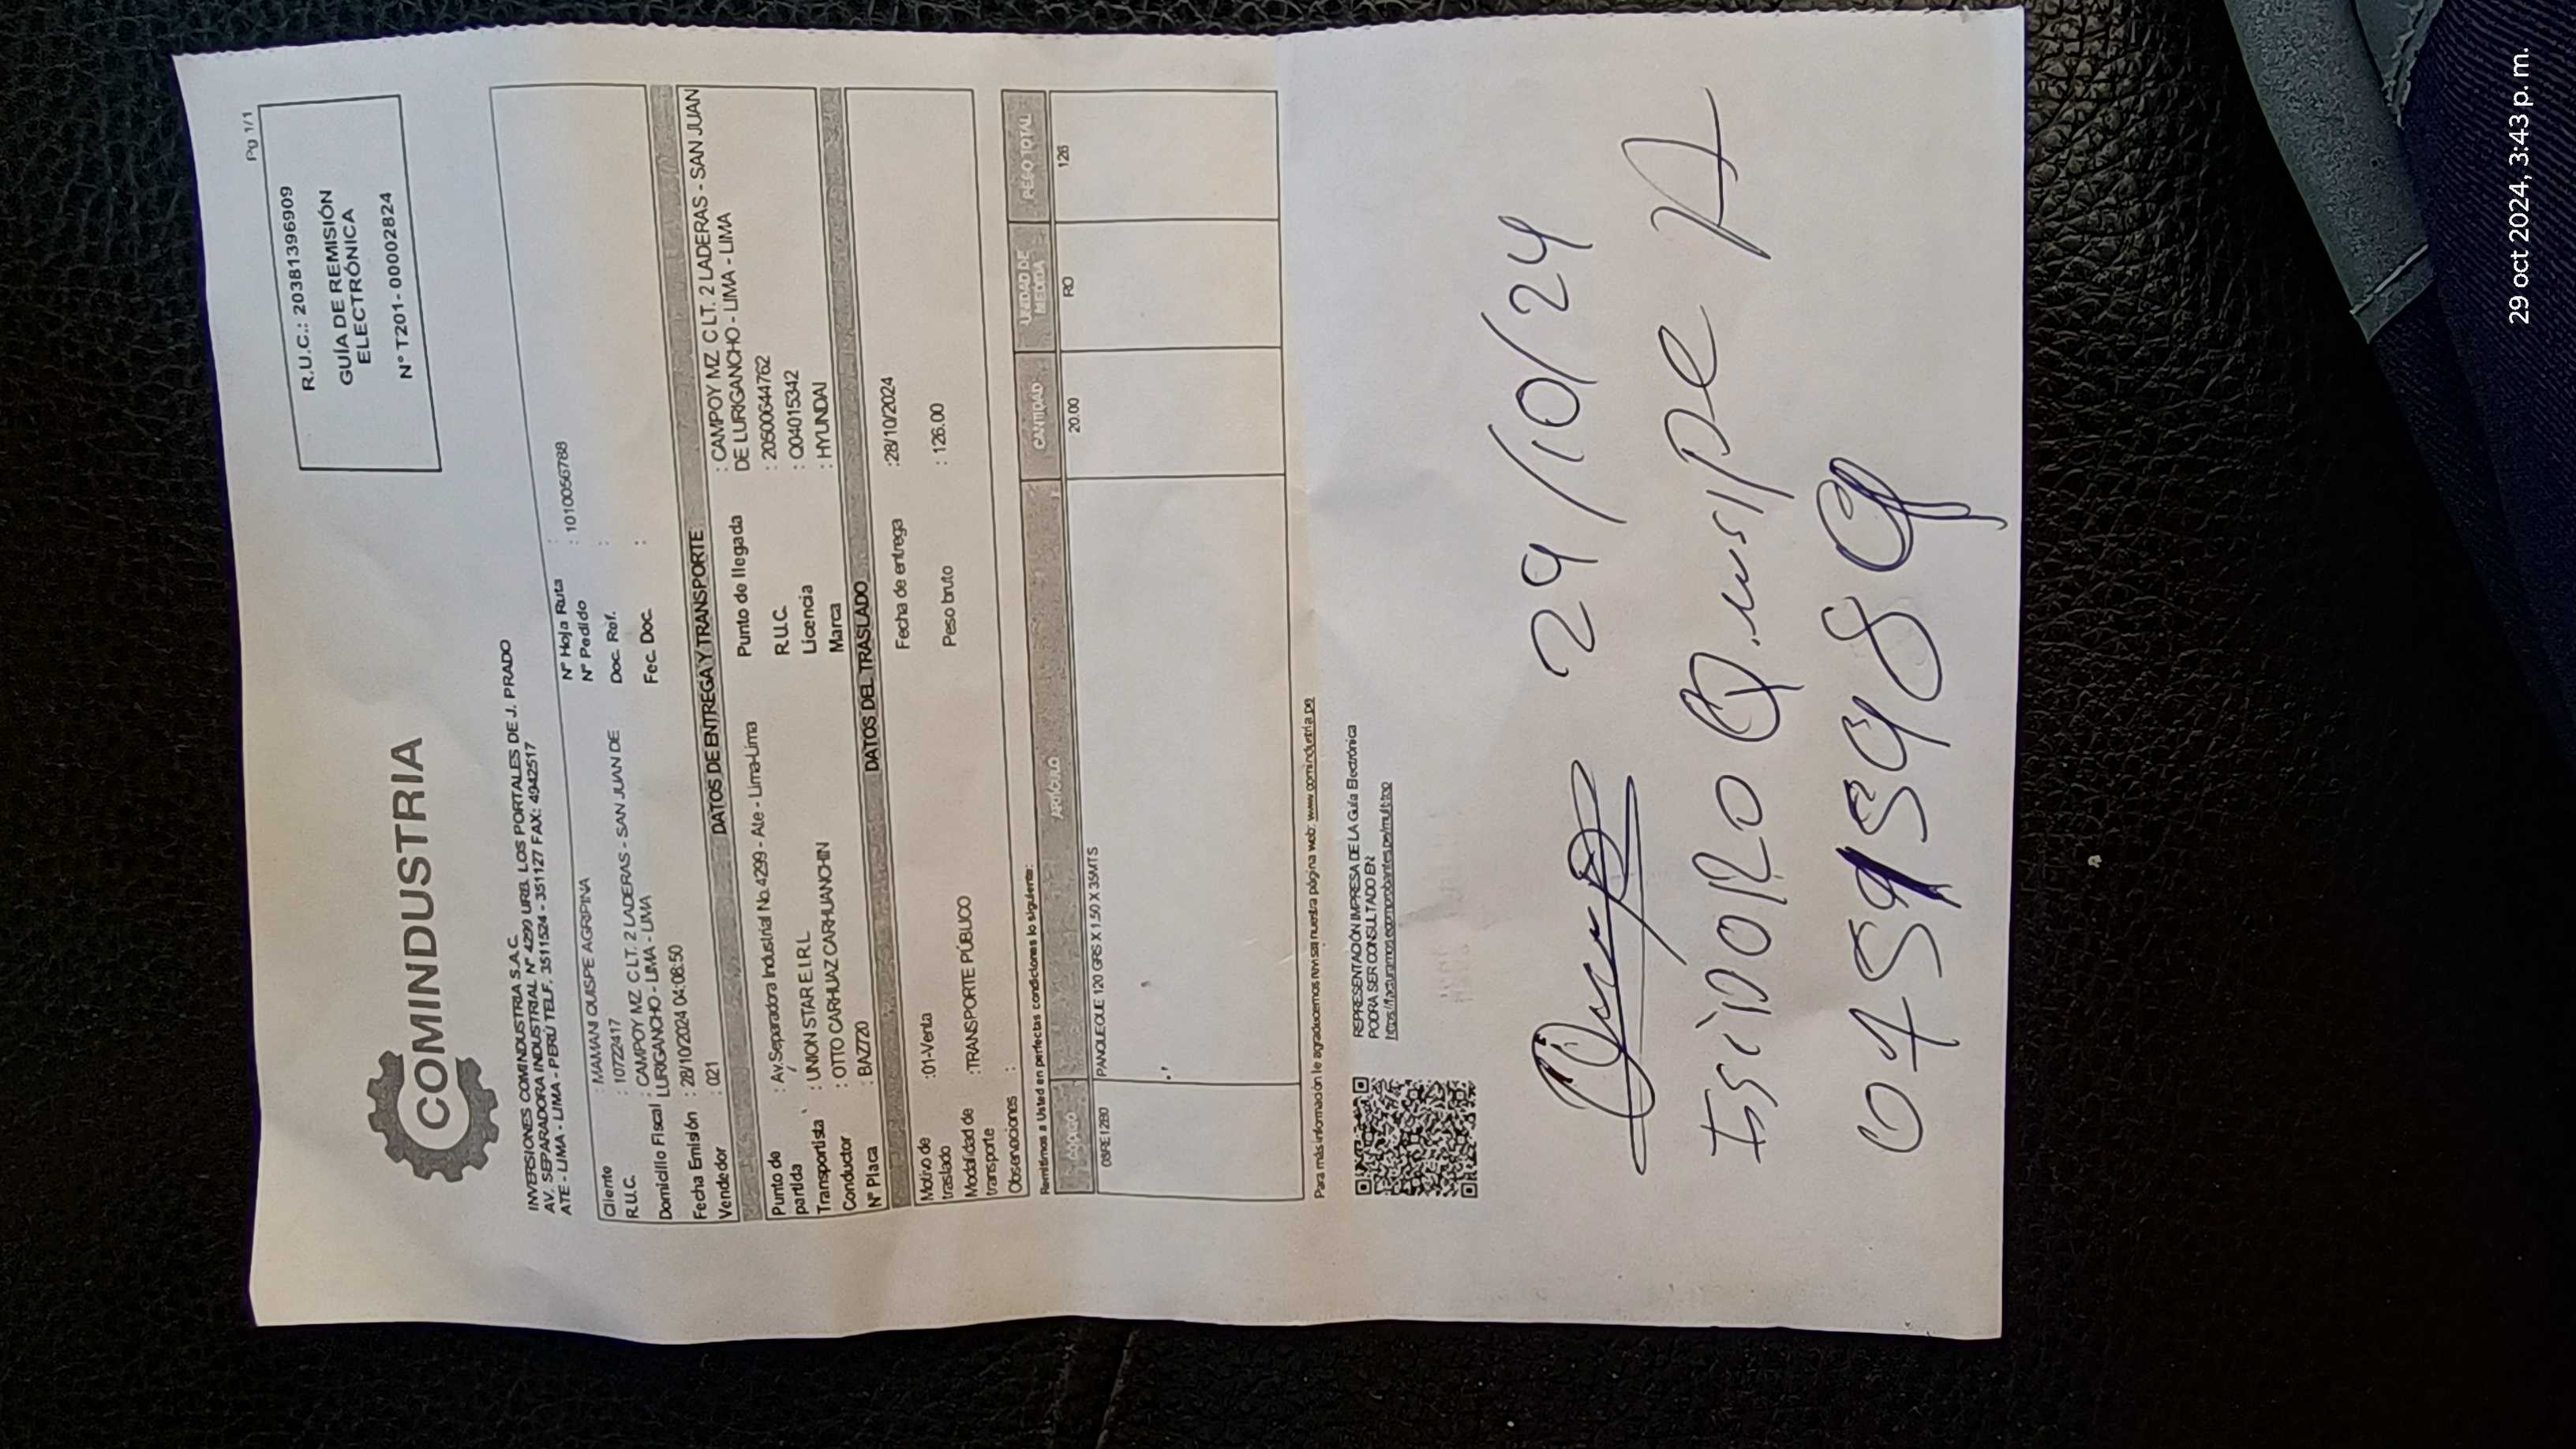 Pg 1/1
R.U.C.: 20381396909
GUÍA DE REMISIÓN
ELECTRÓNICA
N° T201- 00002824
COMINDUSTRIA
INVERSIONES COMINDUSTRIA S.A.C.
AV. SEPARADORA INDUSTRIAL N° 4299 URB. LOS PORTALES DE J. PRADO
ATE - LIMA - LIMA - PERÚ TELF. 3511524 - 351127 FAX: 4942517
Cliente : MAMANI QUISPE AGRIPINA
R.U.C. : 10722417
Domicilio Fiscal : CAMPOY MZ. C LT. 2 LADERAS - SAN JUAN DE
LURIGANCHO - LIMA - LIMA
Fecha Emisión : 28/10/2024 04:08:50
Vendedor : 021
N° Hoja Ruta :
N° Pedido : 1010056788
Doc. Ref. :
Fec. Doc. :
DATOS DE ENTREGA Y TRANSPORTE
Punto de partida : Av.Separadora Industrial No.4299 - Ate - Lima-Lima
Transportista : UNION STAR E.I.R.L
Conductor : OTTO CARHUAZ CARHUANCHIN
N° Placa : BAZ720
Punto de llegada : CAMPOY MZ. C LT. 2 LADERAS - SAN JUAN
DE LURIGANCHO - LIMA - LIMA
R.U.C. : 20500644762
Licencia : Q04015342
Marca : HYUNDAI
DATOS DEL TRASLADO
Motivo de traslado :01-Venta
Modalidad de transporte :TRANSPORTE PÚBLICO
Observaciones :
Fecha de entrega :28/10/2024
Peso bruto : 126.00
Remitimos a Usted en perfectas condiciones lo siguiente:
CÓDIGO ARTÍCULO CANTIDAD UNIDAD DE MEDIDA PESO TOTAL
PANQUEQUE 120 GRS X 1.50 X 35MTS 20.00 RO 126
Para más información le agradecemos revisar nuestra página web: www.comindustria.pe
REPRESENTACIÓN IMPRESA DE LA Guía Electrónica
PODRA SER CONSULTADO EN:
29/10/24
ISiDORO Quispe A
29 oct 2024, 3:43 p. m.